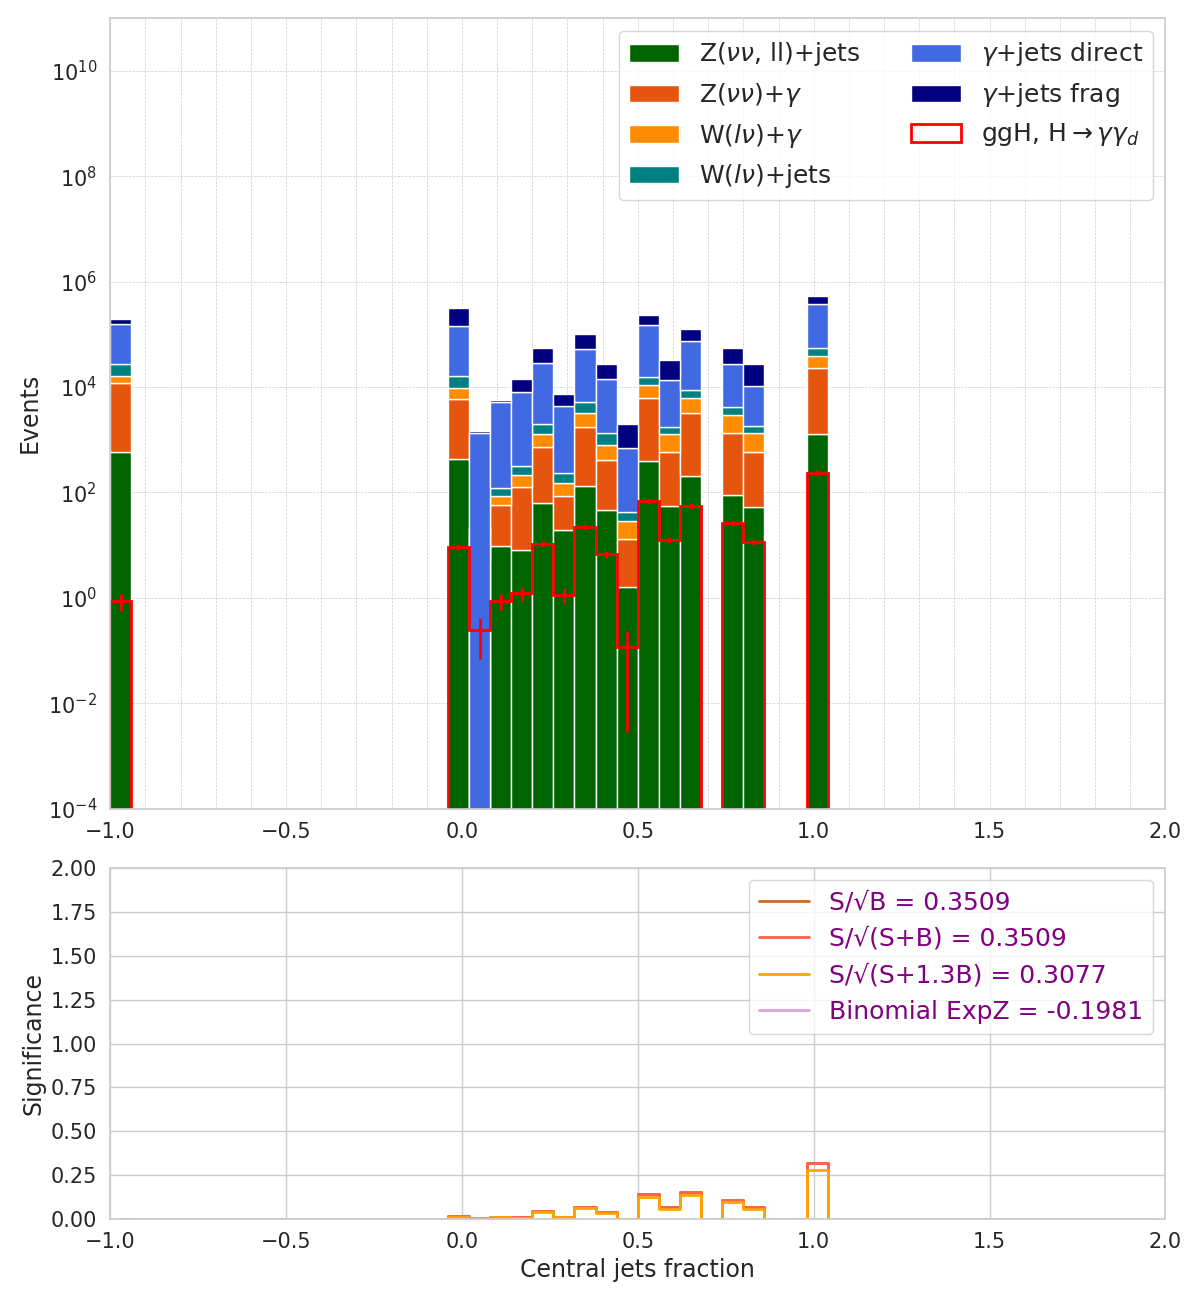 Z(νν, ll)+jets
Z(νν)+γ
W(lν)+γ
W(lν)+jets
γ+jets direct
γ+jets frag
ggH, H→γγ_d
Events
10^10
10^8
10^6
10^4
10^2
10^0
10^−2
10^−4
−1.0 −0.5 0.0 0.5 1.0 1.5 2.0
S/√B = 0.3509
S/√(S+B) = 0.3509
S/√(S+1.3B) = 0.3077
Binomial ExpZ = -0.1981
Significance
2.00
1.75
1.50
1.25
1.00
0.75
0.50
0.25
0.00
−1.0 −0.5 0.0 0.5 1.0 1.5 2.0
Central jets fraction